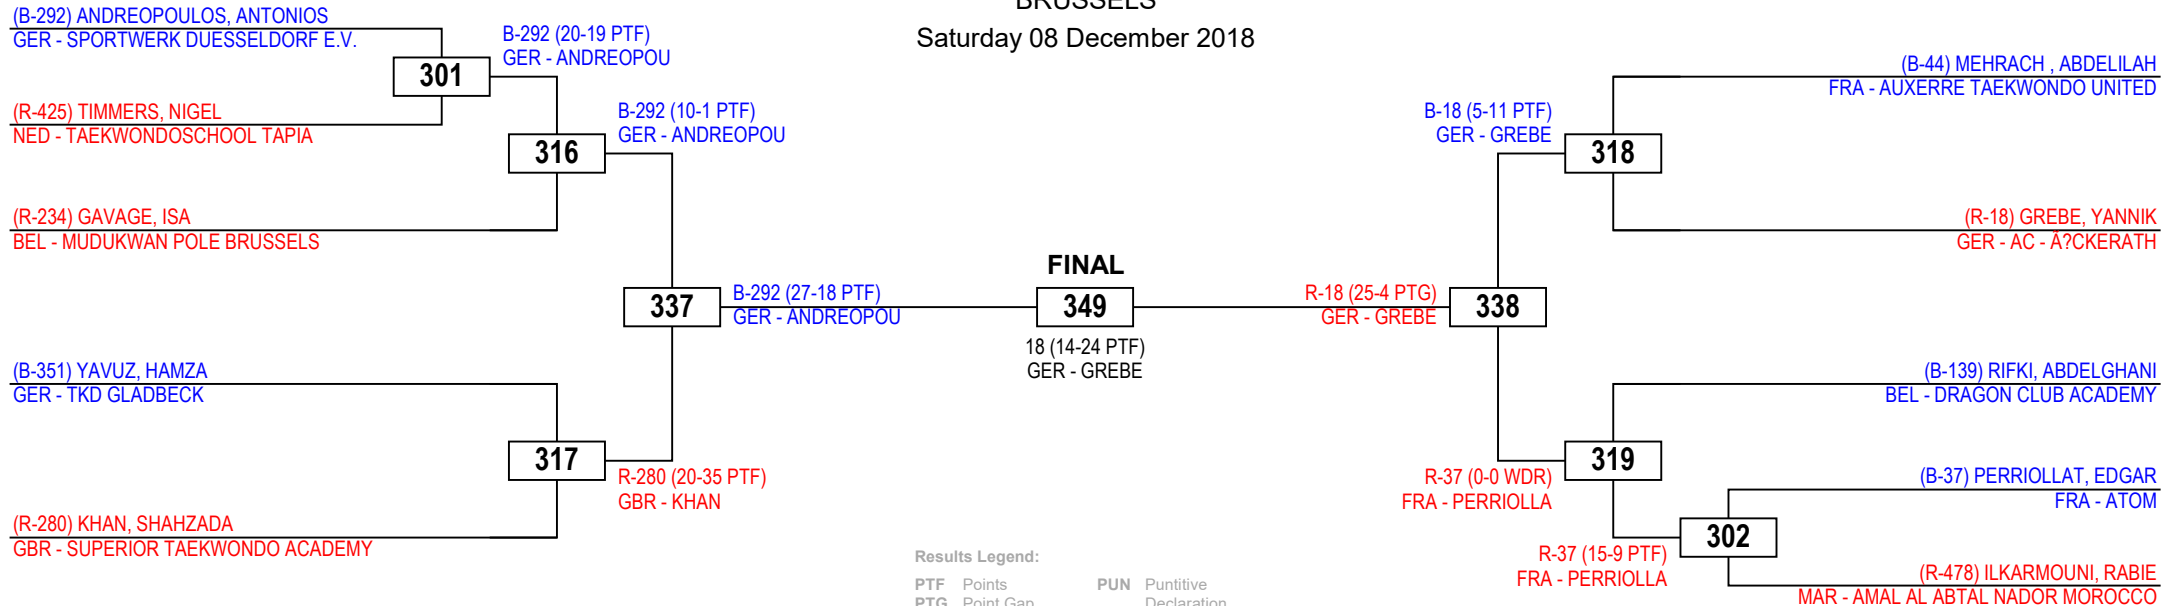 BRUSSELS
Saturday 08 December 2018
(B-292) ANDREOPOULOS, ANTONIOS
GER - SPORTWERK DUESSELDORF E.V.
301
B-292 (20-19 PTF)
GER - ANDREOPOU
(R-425) TIMMERS, NIGEL
NED - TAEKWONDOSCHOOL TAPIA
316
B-292 (10-1 PTF)
GER - ANDREOPOU
(R-234) GAVAGE, ISA
BEL - MUDUKWAN POLE BRUSSELS
337
B-292 (27-18 PTF)
GER - ANDREOPOU
(B-351) YAVUZ, HAMZA
GER - TKD GLADBECK
317
R-280 (20-35 PTF)
GBR - KHAN
(R-280) KHAN, SHAHZADA
GBR - SUPERIOR TAEKWONDO ACADEMY
FINAL
349
18 (14-24 PTF)
GER - GREBE
(B-44) MEHRACH , ABDELILAH
FRA - AUXERRE TAEKWONDO UNITED
B-18 (5-11 PTF)
GER - GREBE
318
(R-18) GREBE, YANNIK
GER - AC - Ã?CKERATH
R-18 (25-4 PTG)
GER - GREBE
338
(B-139) RIFKI, ABDELGHANI
BEL - DRAGON CLUB ACADEMY
319
R-37 (0-0 WDR)
FRA - PERRIOLLA
(B-37) PERRIOLLAT, EDGAR
FRA - ATOM
302
R-37 (15-9 PTF)
FRA - PERRIOLLA
(R-478) ILKARMOUNI, RABIE
MAR - AMAL AL ABTAL NADOR MOROCCO
Results Legend:
PTF Points PUN Puntitive
PTG Point Gap Declaration